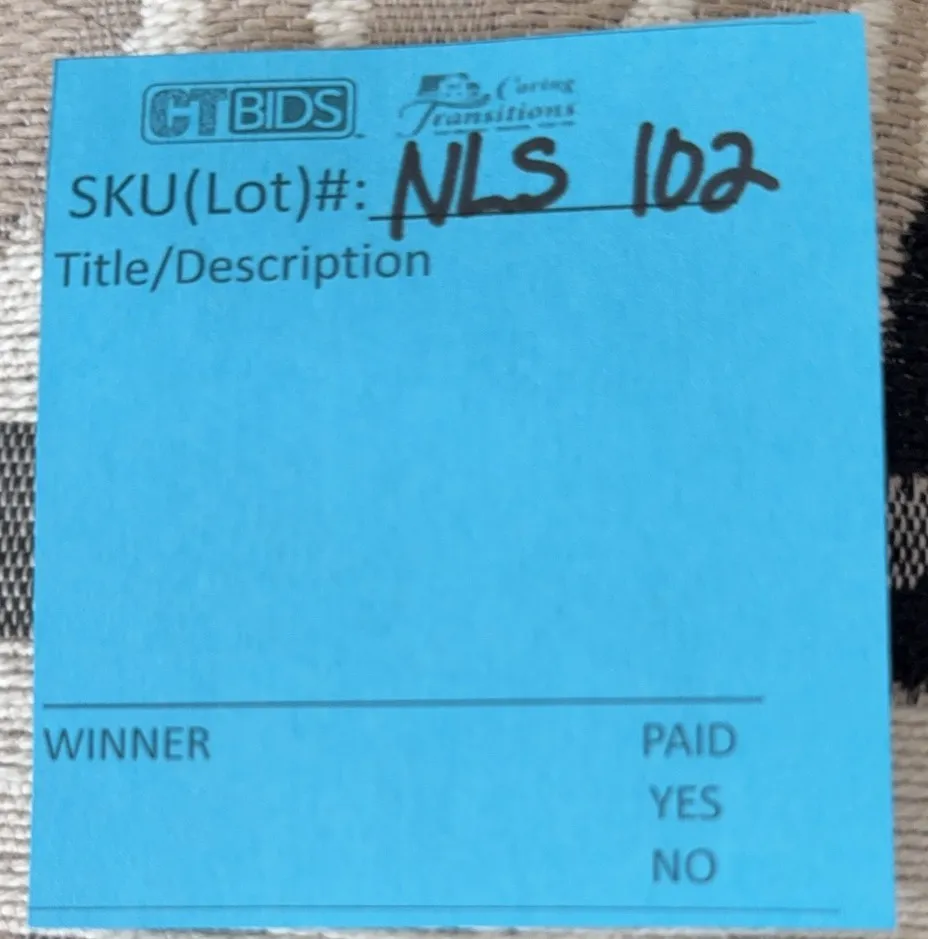 CTBIDS Caring Transitions
SKU(Lot)#: NLS 102
Title/Description
WINNER PAID
YES
NO